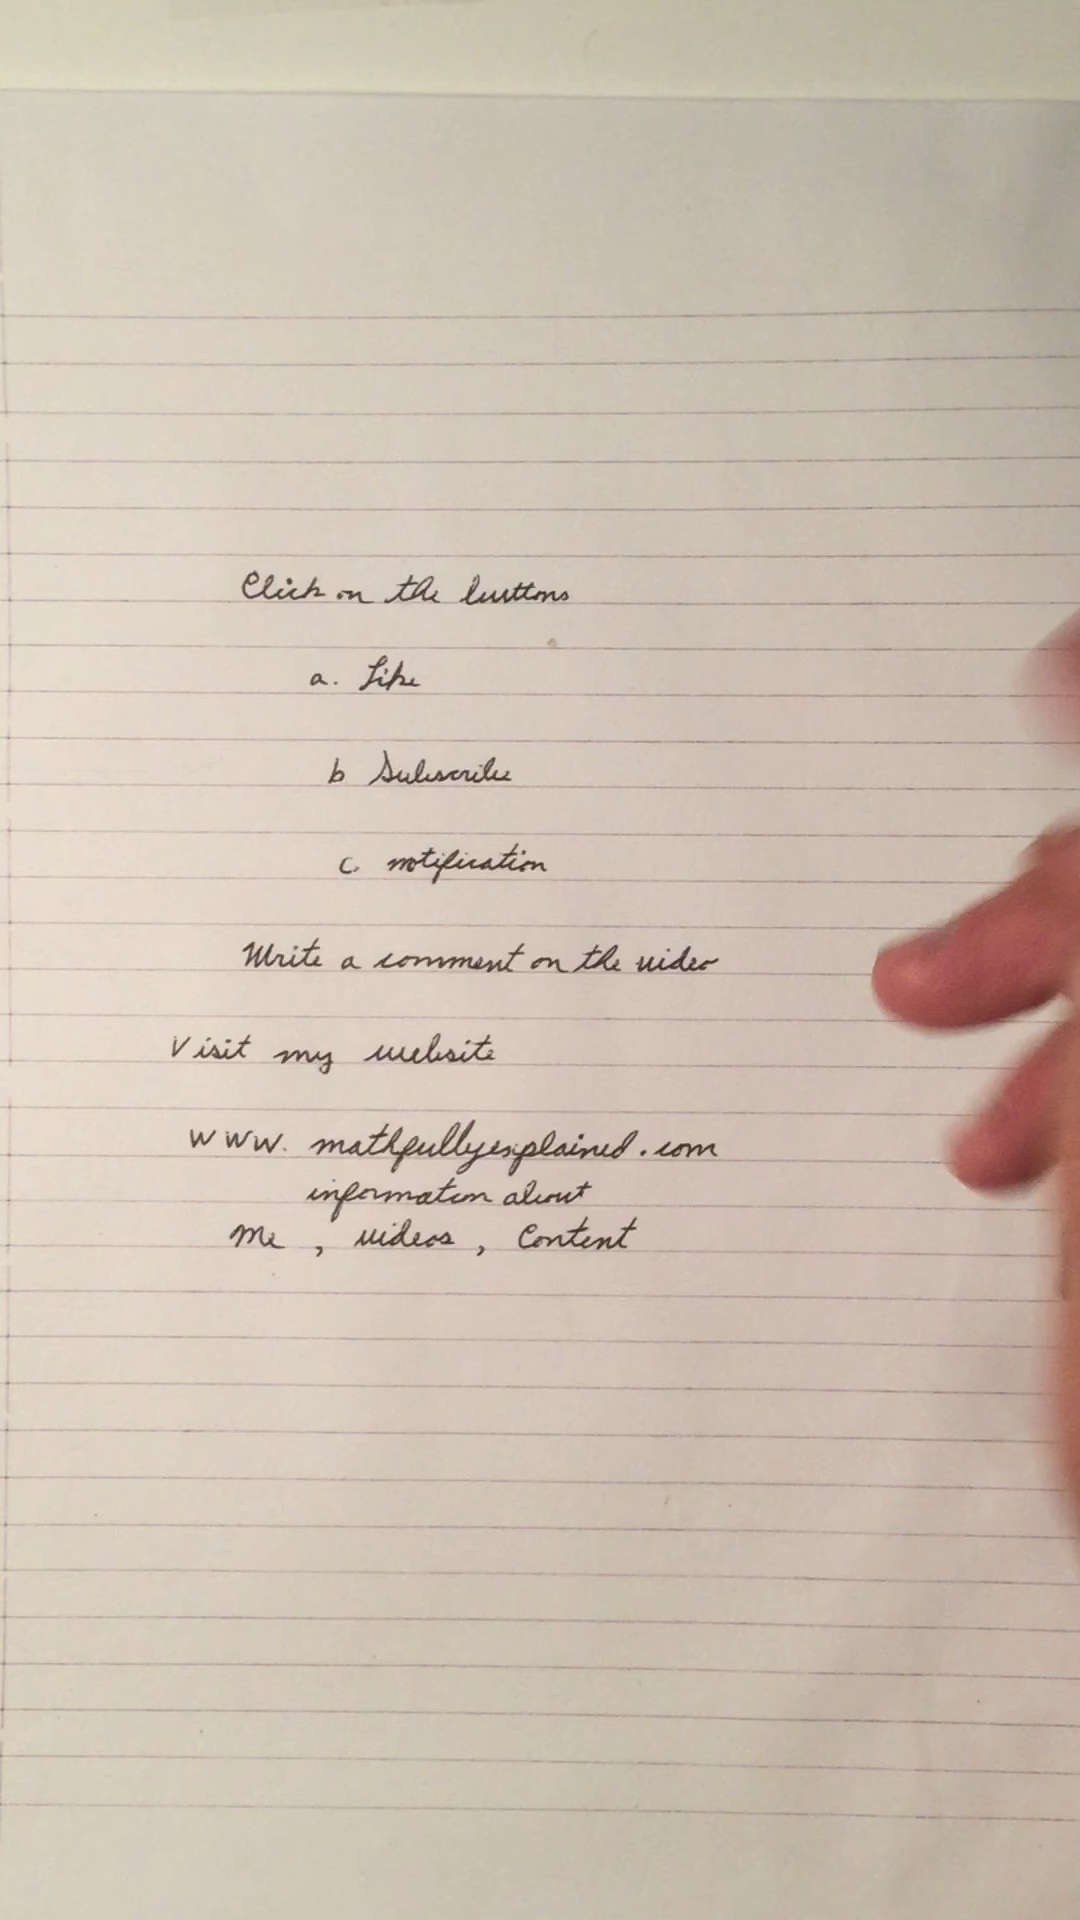 Click on the buttons
a. Like
b Subscribe
c. notification
Write a comment on the video
Visit my website
www. mathfullyexplained.com
information about
Me , videos , Content